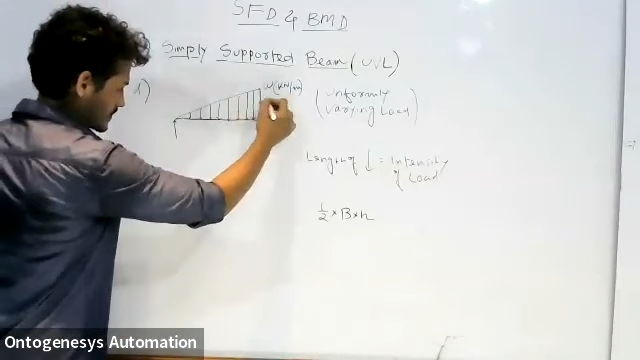 SFD & BMD
Simply Supported Beam (UVL)
1)
W(KN/m)
(Uniformly
Varying Load)
Length of ↓ = Intensity
of Load
1/2 × B × h
Ontogenesys Automation